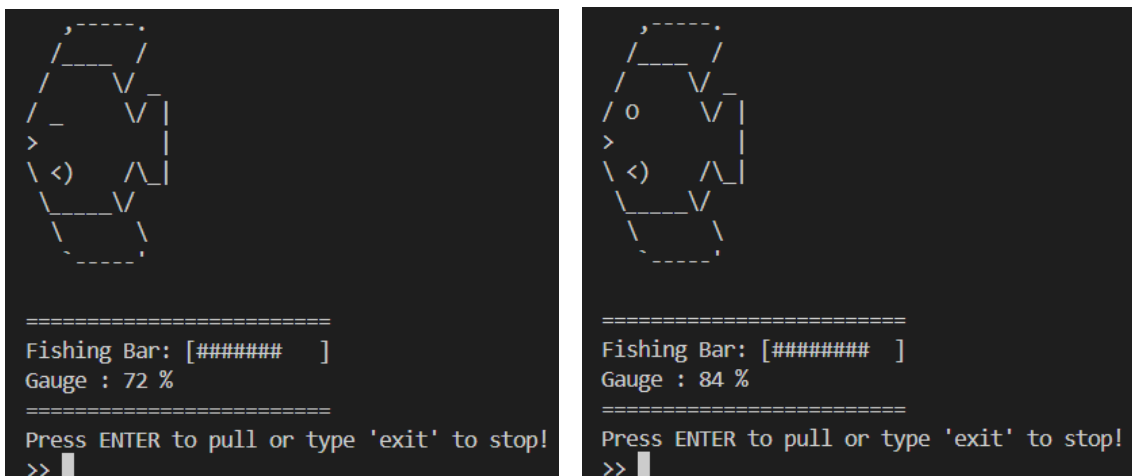 =========================
Fishing Bar: [#######   ]
Gauge : 72 %
=========================
Press ENTER to pull or type 'exit' to stop!
>>
=========================
Fishing Bar: [########  ]
Gauge : 84 %
=========================
Press ENTER to pull or type 'exit' to stop!
>>